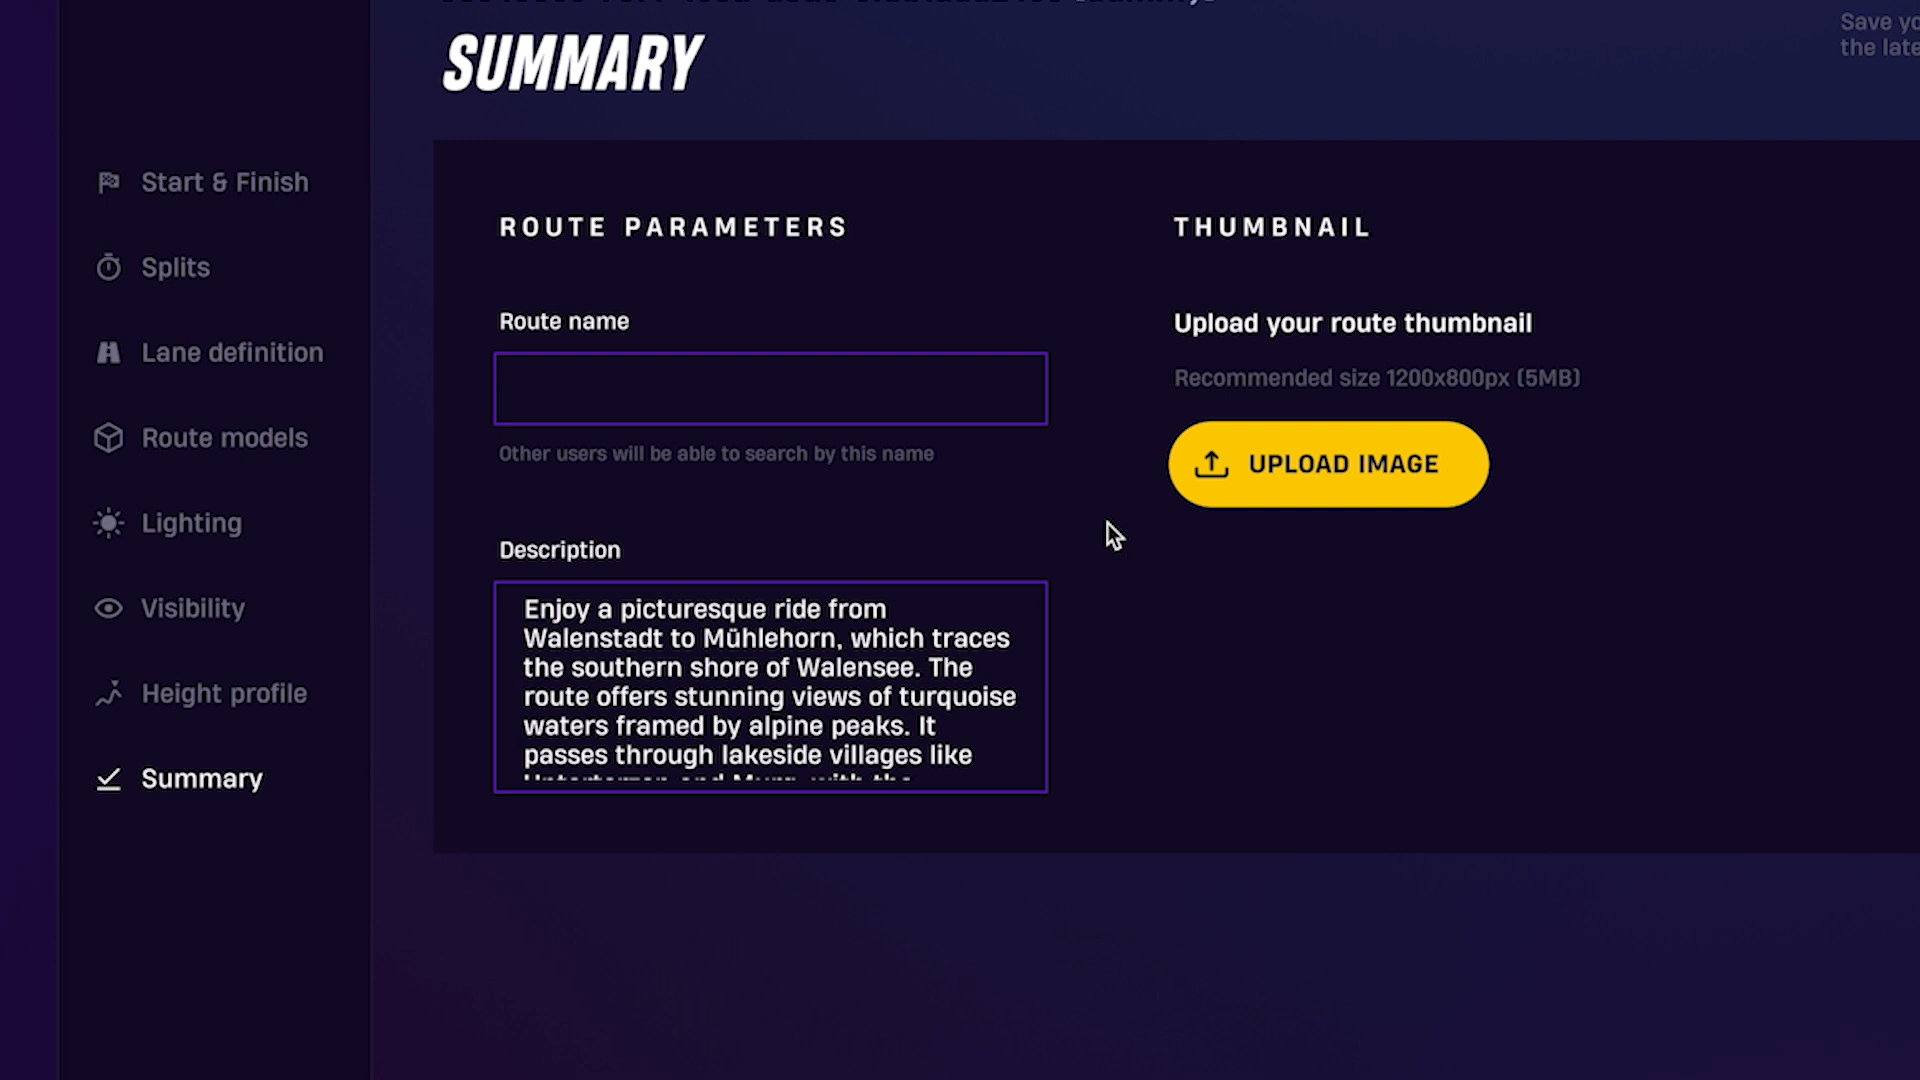 Save
the late
SUMMARY
Start & Finish
Splits
Lane definition
Route models
Lighting
Visibility
Height profile
Summary
ROUTE PARAMETERS
Route name
Other users will be able to search by this name
Description
Enjoy a picturesque ride from
Walenstadt to Mühlehorn, which traces
the southern shore of Walensee. The
route offers stunning views of turquoise
waters framed by alpine peaks. It
passes through lakeside villages like
THUMBNAIL
Upload your route thumbnail
Recommended size 1200x800px (5MB)
UPLOAD IMAGE